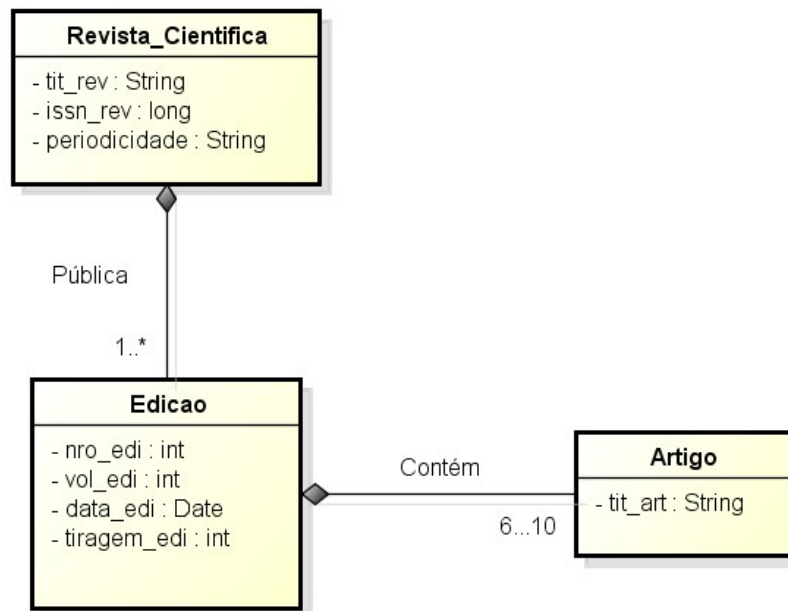 Revista_Cientifica
- tit_rev : String
- issn_rev : long
- periodicidade : String
Pública
1..*
Edicao
- nro_edi : int
- vol_edi : int
- data_edi : Date
- tiragem_edi : int
Contém
6...10
Artigo
- tit_art : String